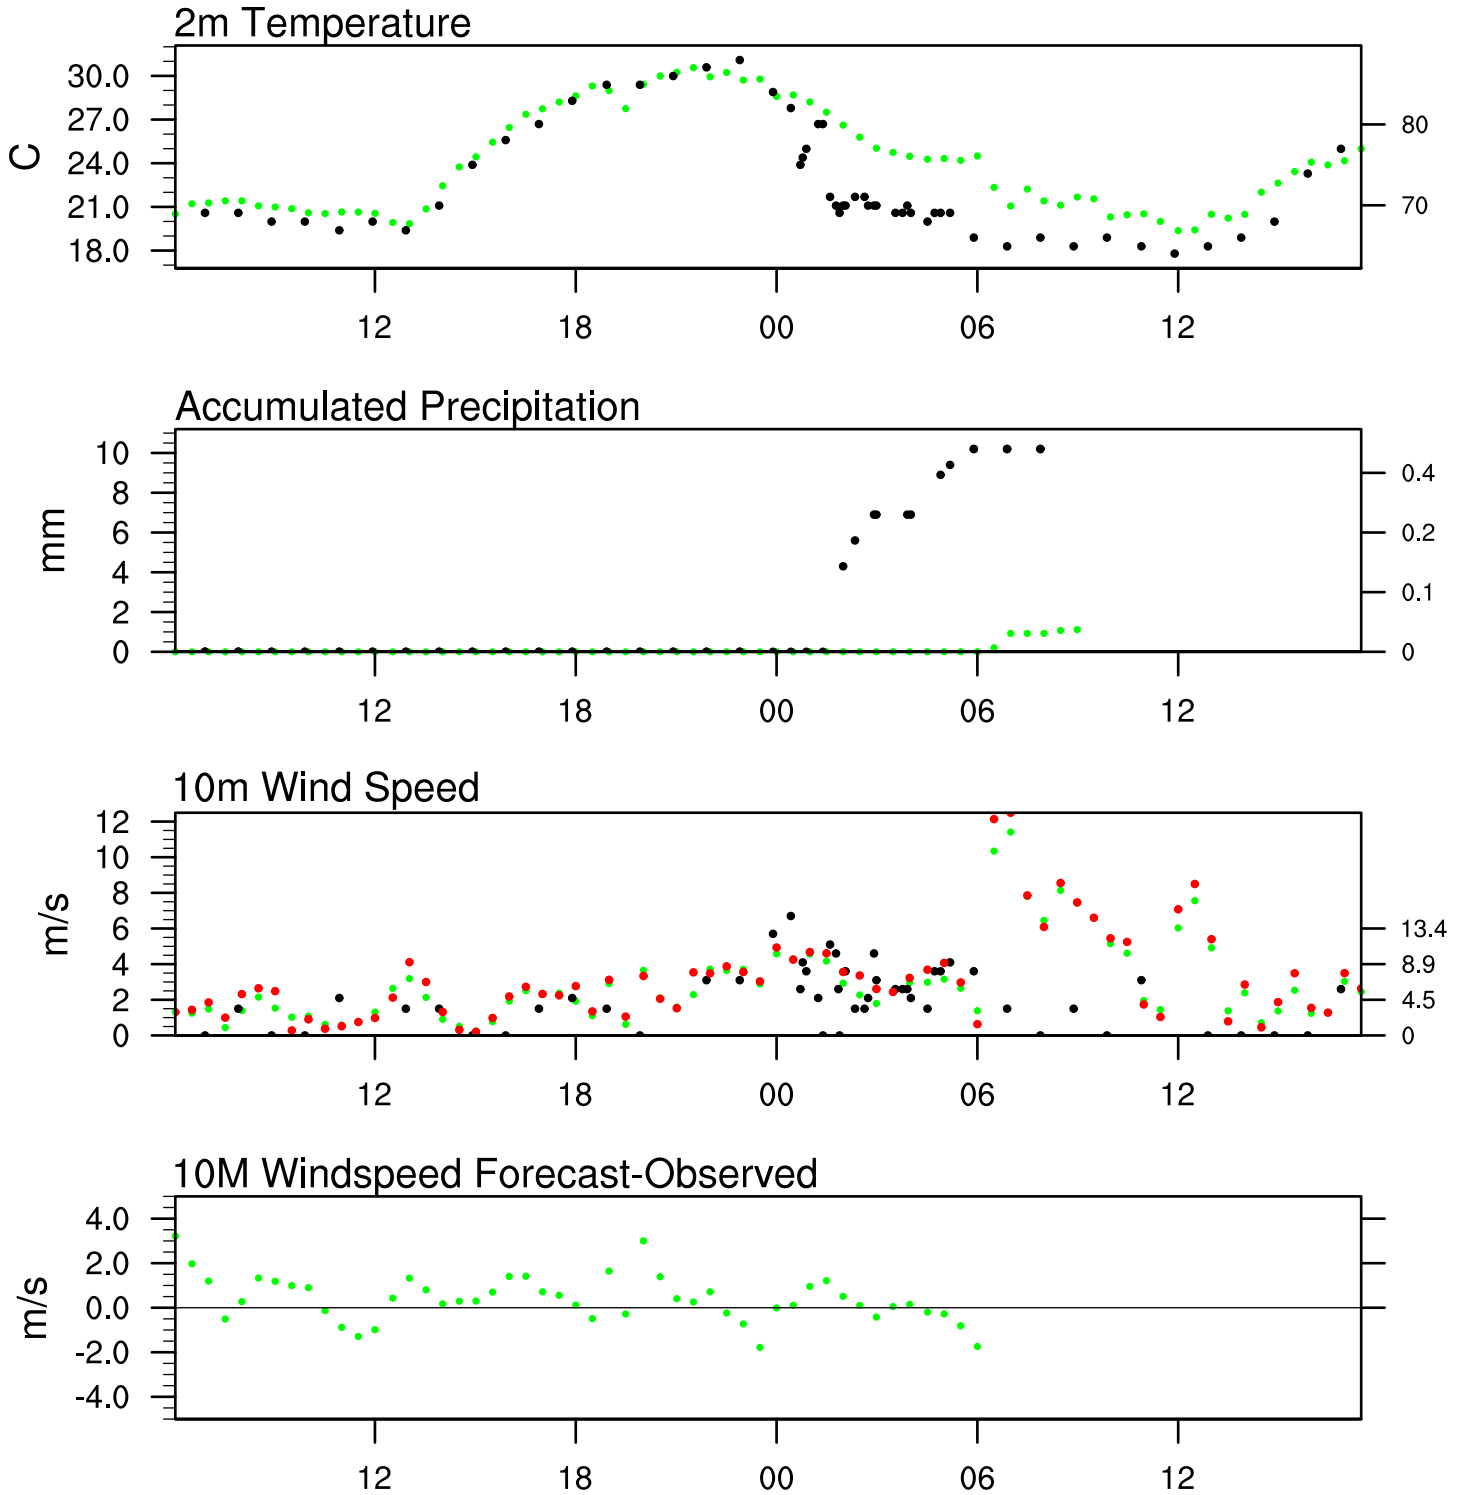 2m Temperature
30.0
27.0
24.0
21.0
18.0
C
80
70
12 18 00 06 12
Accumulated Precipitation
10
8
6
4
2
0
mm
0.4
0.2
0.1
0
12 18 00 06 12
10m Wind Speed
12
10
8
6
4
2
0
m/s
13.4
8.9
4.5
0
12 18 00 06 12
10M Windspeed Forecast-Observed
4.0
2.0
0.0
-2.0
-4.0
m/s
12 18 00 06 12